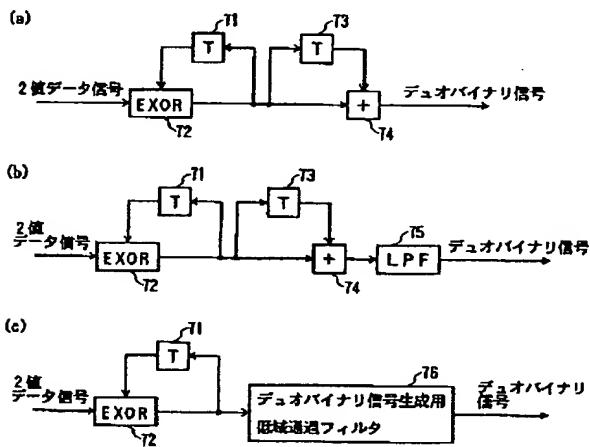 (a)
71
73
T
T
2値データ信号
EXOR
+
デュオバイナリ信号
72
74
(b)
71
73
T
T
75
2値
データ信号
EXOR
+
LPF
デュオバイナリ信号
72
74
(c)
71
T
76
2値
データ信号
EXOR
デュオバイナリ信号生成用
低域通過フィルタ
デュオバイナリ
信号
72